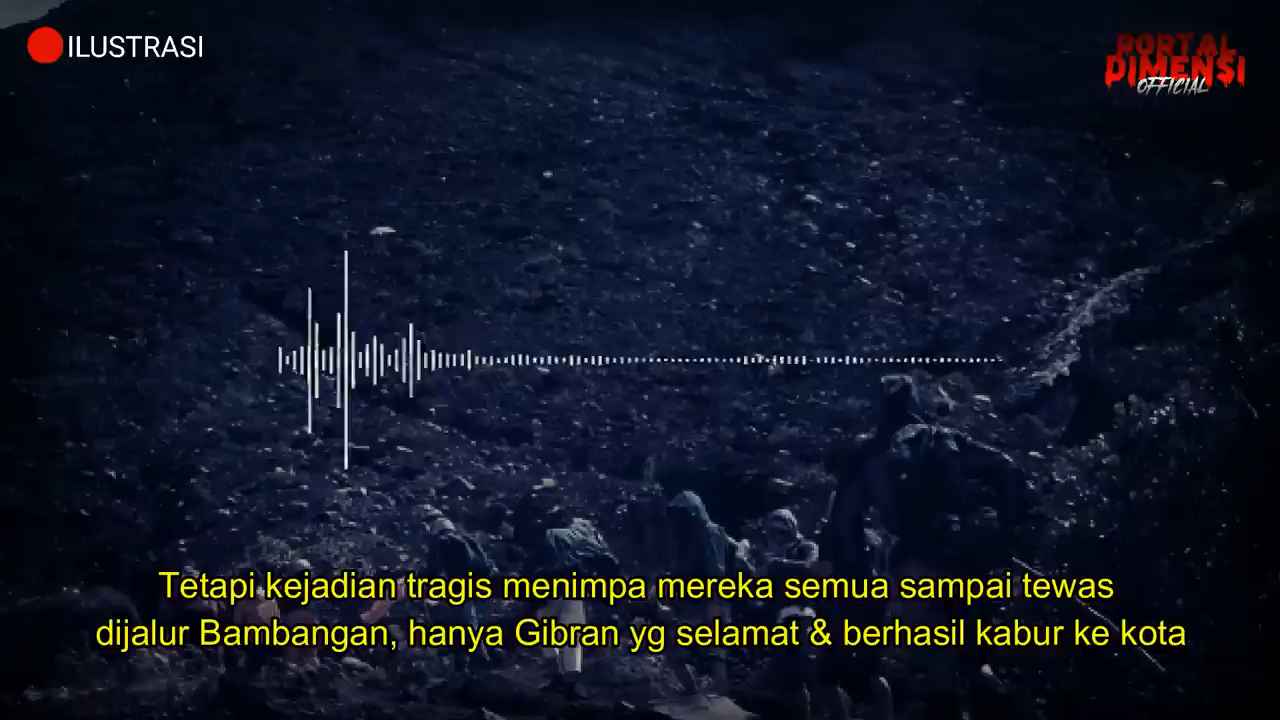 ILUSTRASI
PORTAL
DIMENSI
OFFICIAL
Tetapi kejadian tragis menimpa mereka semua sampai tewas
dijalur Bambangan, hanya Gibran yg selamat & berhasil kabur ke kota